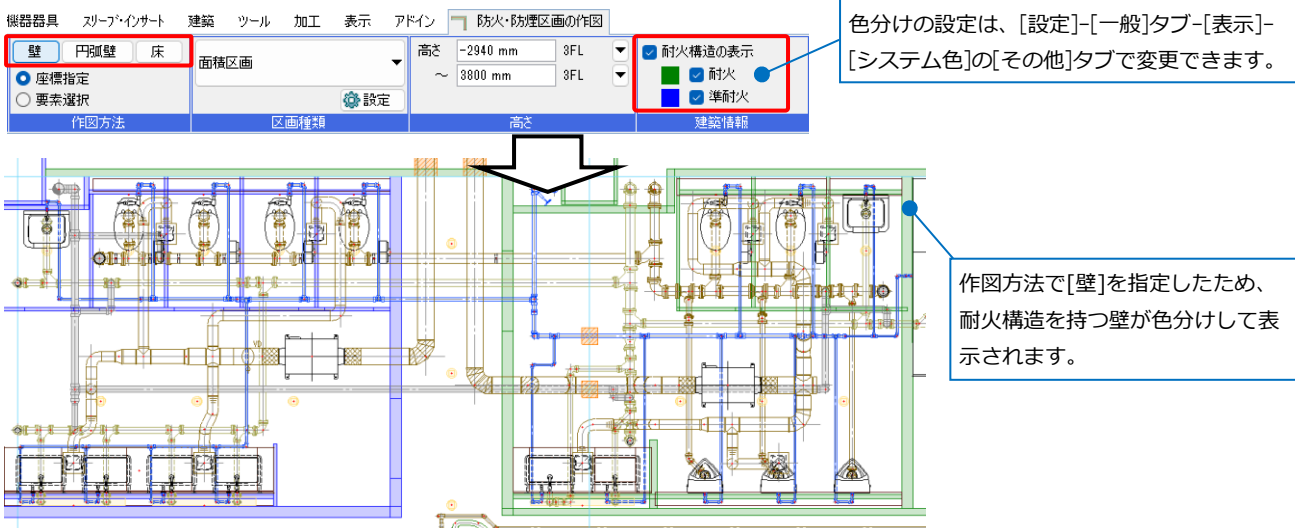 機器器具 スリーブ・インサート 建築 ツール 加工 表示 アドイン 防火・防煙区画の作図
壁 円弧壁 床
座標指定
要素選択
作図方法
面積区画
設定
区画種類
高さ -2940 mm 3FL
～ 3800 mm 3FL
高さ
耐火構造の表示
耐火
準耐火
建築情報
色分けの設定は、[設定]-[一般]タブ-[表示]-
[システム色]の[その他]タブで変更できます。
VD
作図方法で[壁]を指定したため、
耐火構造を持つ壁が色分けして表
示されます。